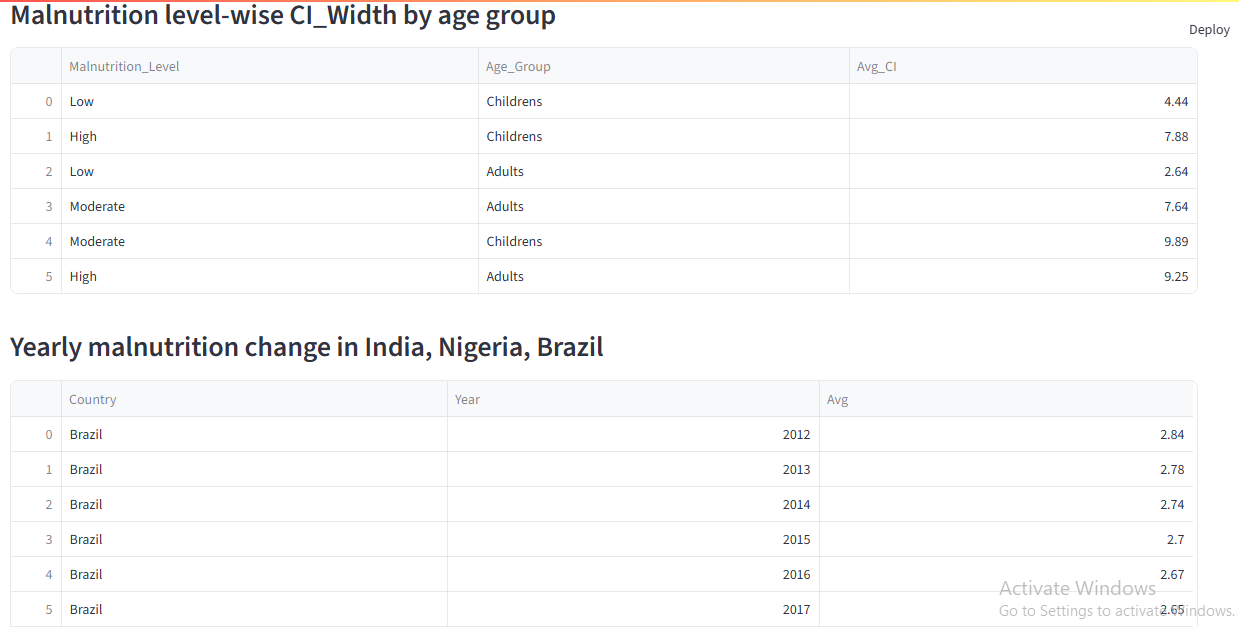 Malnutrition level-wise CI_Width by age group
Deploy
Malnutrition_Level Age_Group Avg_CI
0 Low Childrens 4.44
1 High Childrens 7.88
2 Low Adults 2.64
3 Moderate Adults 7.64
4 Moderate Childrens 9.89
5 High Adults 9.25
Yearly malnutrition change in India, Nigeria, Brazil
Country Year Avg
0 Brazil 2012 2.84
1 Brazil 2013 2.78
2 Brazil 2014 2.74
3 Brazil 2015 2.7
4 Brazil 2016 2.67
Activate Windows
5 Brazil 2017 2.65
Go to Settings to activate Windows.